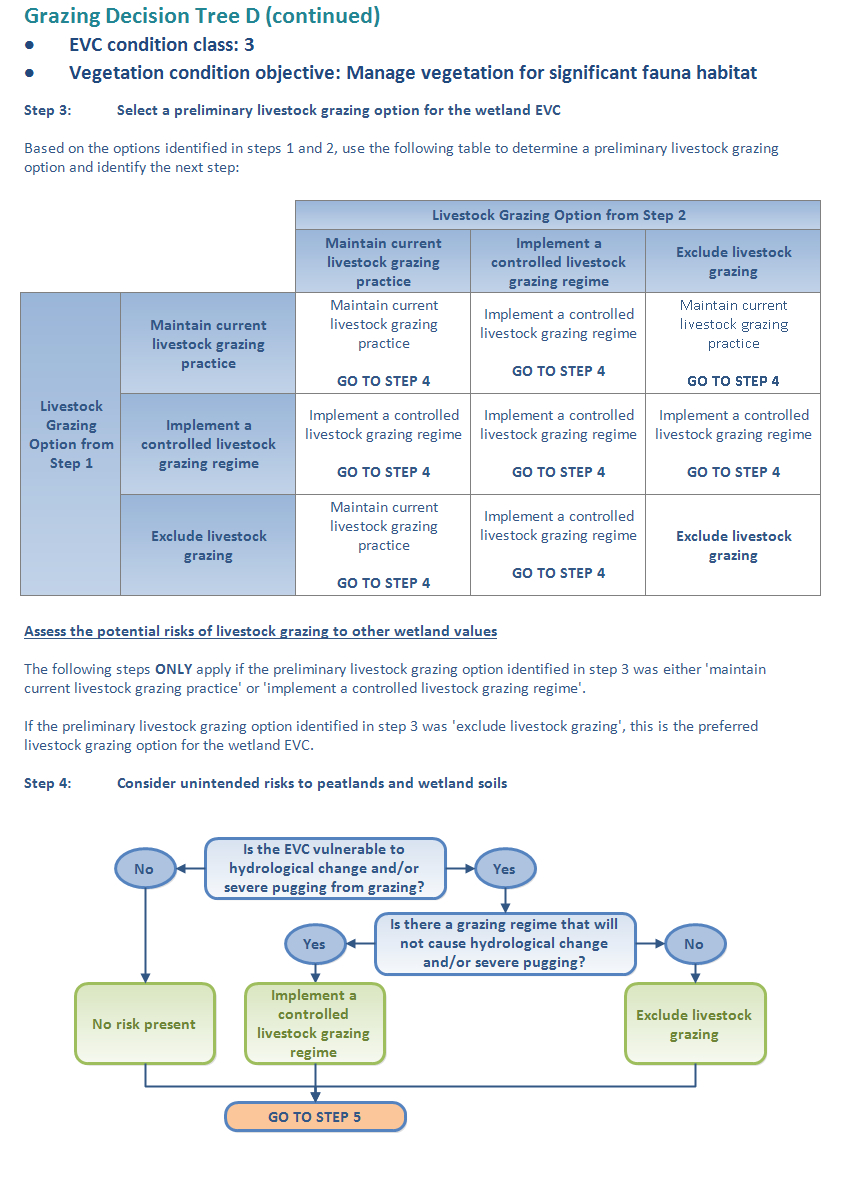 Grazing Decision Tree D (continued)
• EVC condition class: 3
• Vegetation condition objective: Manage vegetation for significant fauna habitat
Step 3: Select a preliminary livestock grazing option for the wetland EVC
Based on the options identified in steps 1 and 2, use the following table to determine a preliminary livestock grazing
option and identify the next step:
Livestock Grazing Option from Step 2
Maintain current
livestock grazing
practice
Implement a
controlled livestock
grazing regime
Exclude livestock
grazing
Livestock
Grazing
Option from
Step 1
Maintain current
livestock grazing
practice
Maintain current
livestock grazing
practice
GO TO STEP 4
Implement a controlled
livestock grazing regime
GO TO STEP 4
Maintain current
livestock grazing
practice
GO TO STEP 4
Implement a
controlled livestock
grazing regime
Implement a controlled
livestock grazing regime
GO TO STEP 4
Implement a controlled
livestock grazing regime
GO TO STEP 4
Implement a controlled
livestock grazing regime
GO TO STEP 4
Exclude livestock
grazing
Maintain current
livestock grazing
practice
GO TO STEP 4
Implement a controlled
livestock grazing regime
GO TO STEP 4
Exclude livestock
grazing
Assess the potential risks of livestock grazing to other wetland values
The following steps ONLY apply if the preliminary livestock grazing option identified in step 3 was either 'maintain
current livestock grazing practice' or 'implement a controlled livestock grazing regime'.
If the preliminary livestock grazing option identified in step 3 was 'exclude livestock grazing', this is the preferred
livestock grazing option for the wetland EVC.
Step 4: Consider unintended risks to peatlands and wetland soils
Is the EVC vulnerable to
hydrological change and/or
severe pugging from grazing?
No
Yes
Is there a grazing regime that will
not cause hydrological change
and/or severe pugging?
Yes
No
No risk present
Implement a
controlled
livestock grazing
regime
Exclude livestock
grazing
GO TO STEP 5